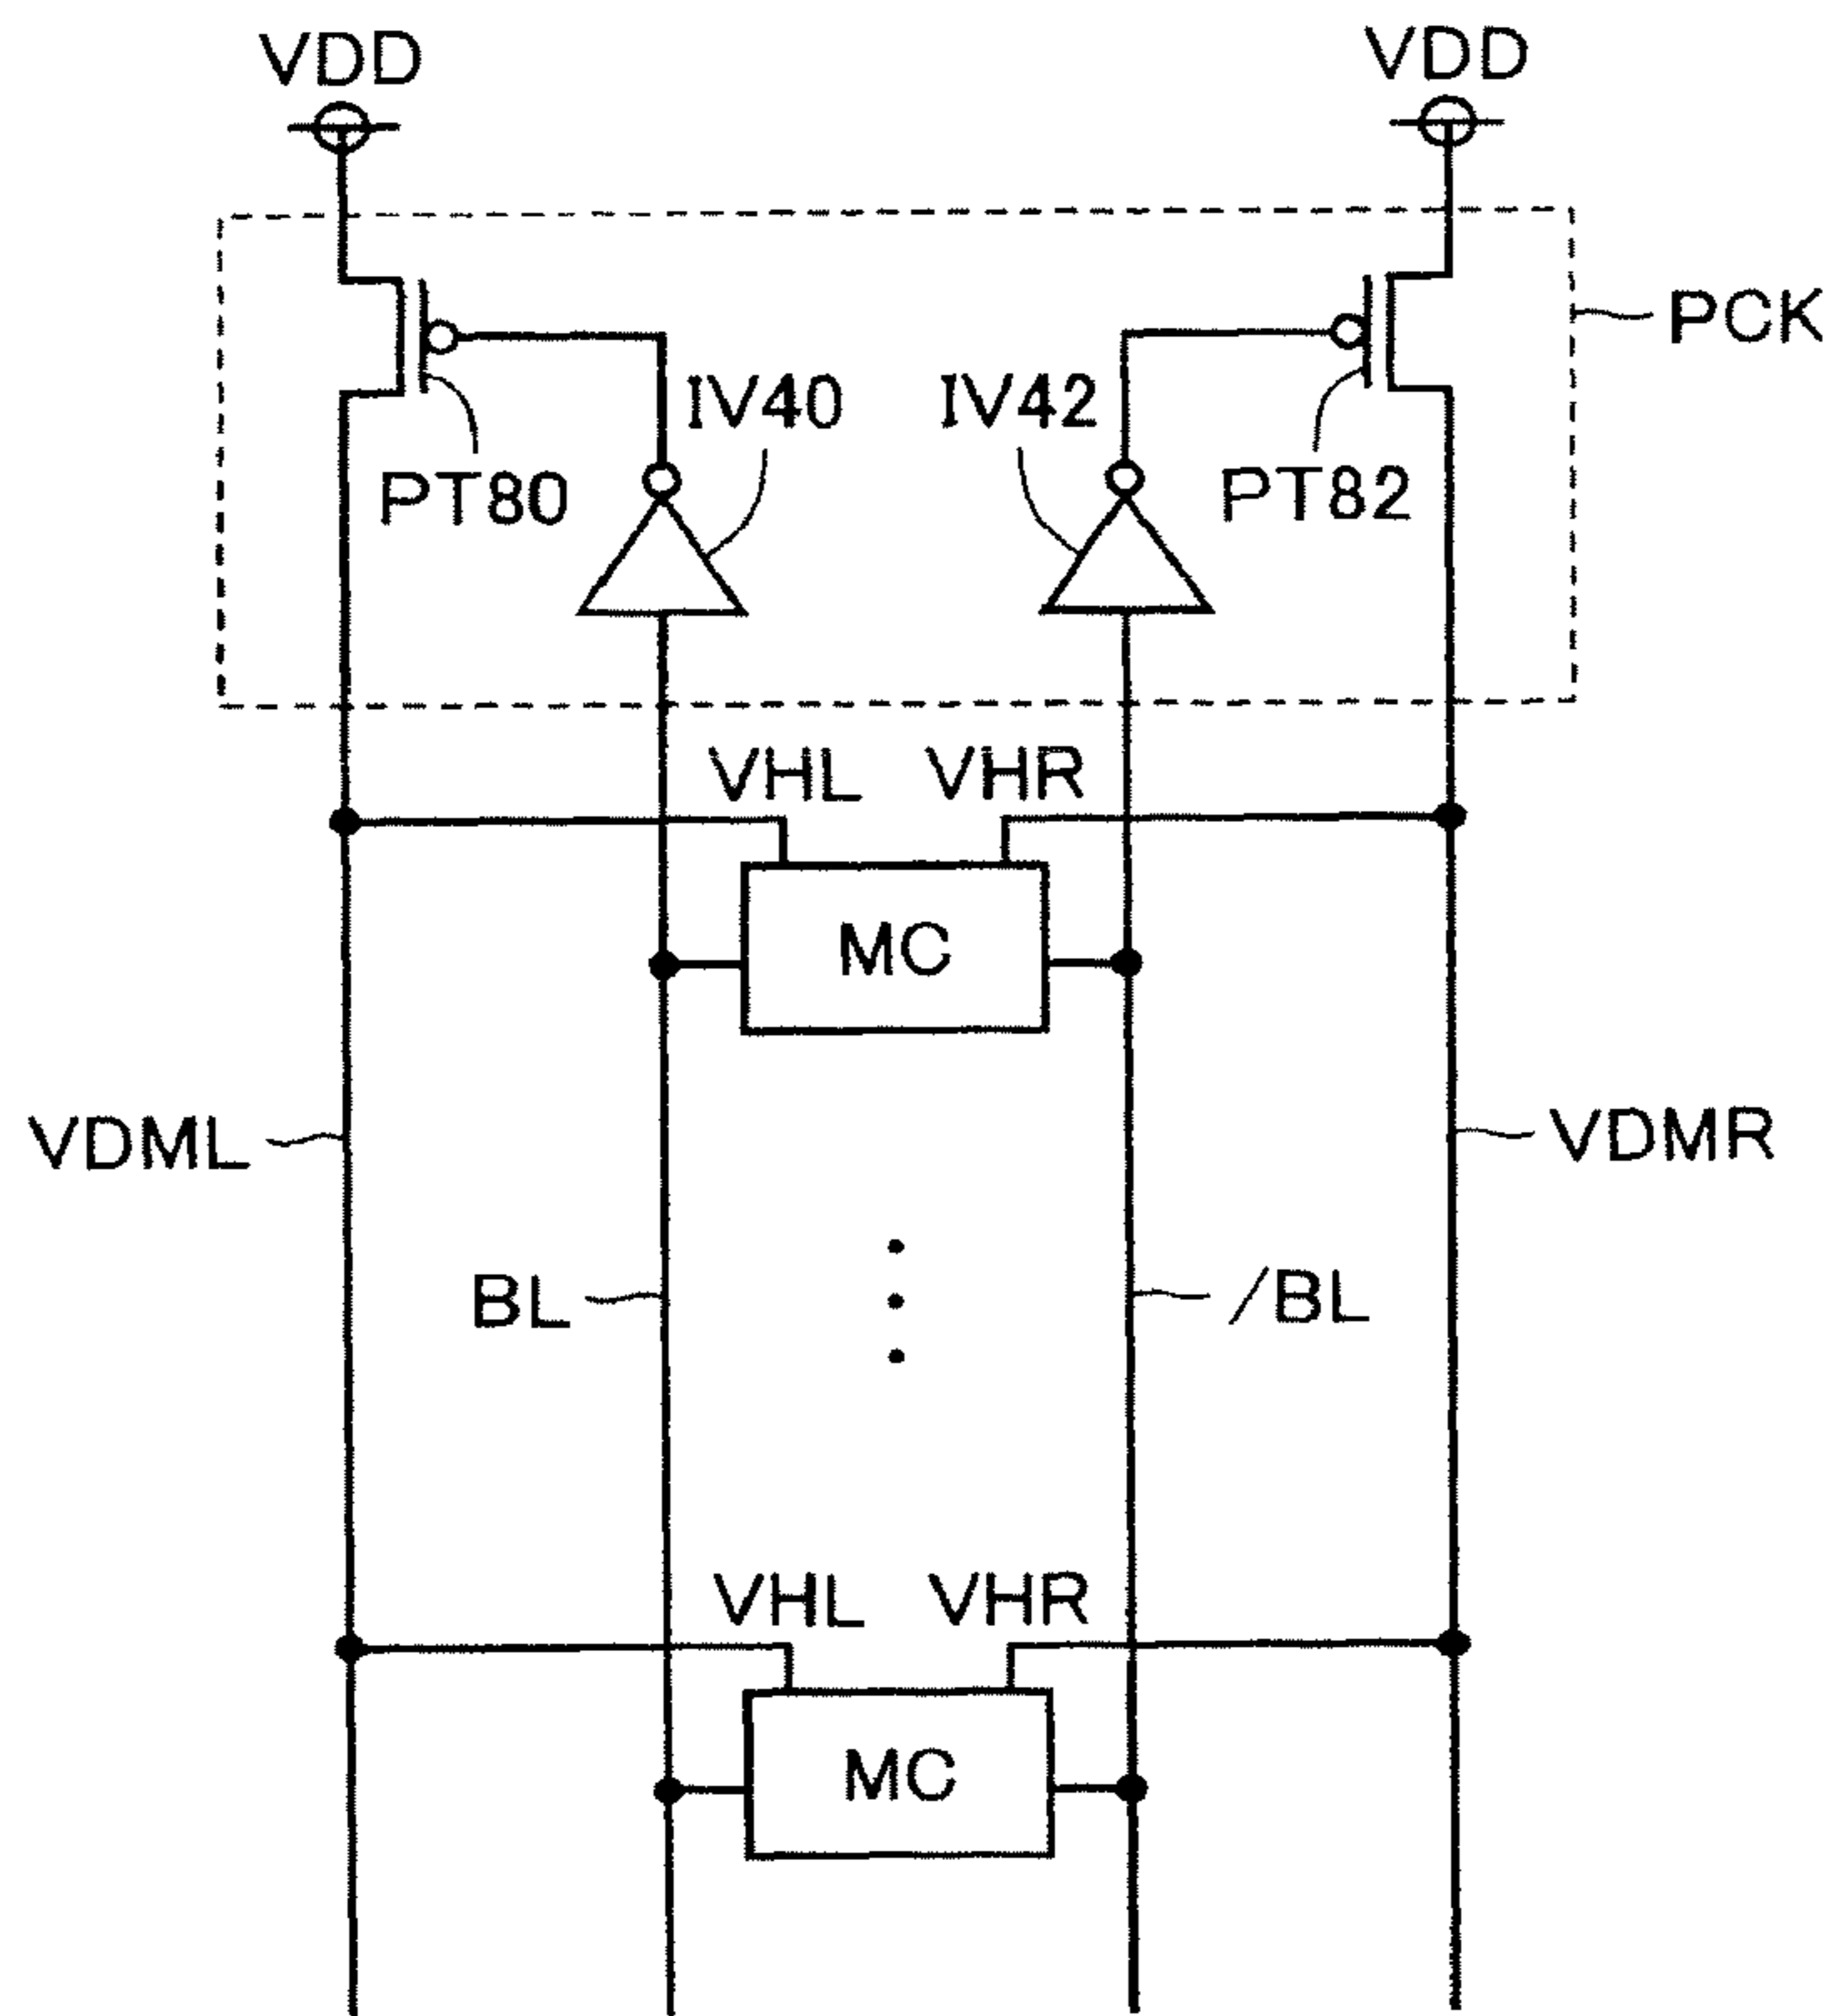 VDD
VDD
PCK
IV40
IV42
PT80
PT82
VHL
VHR
MC
VDML
VDMR
BL
/BL
VHL
VHR
MC